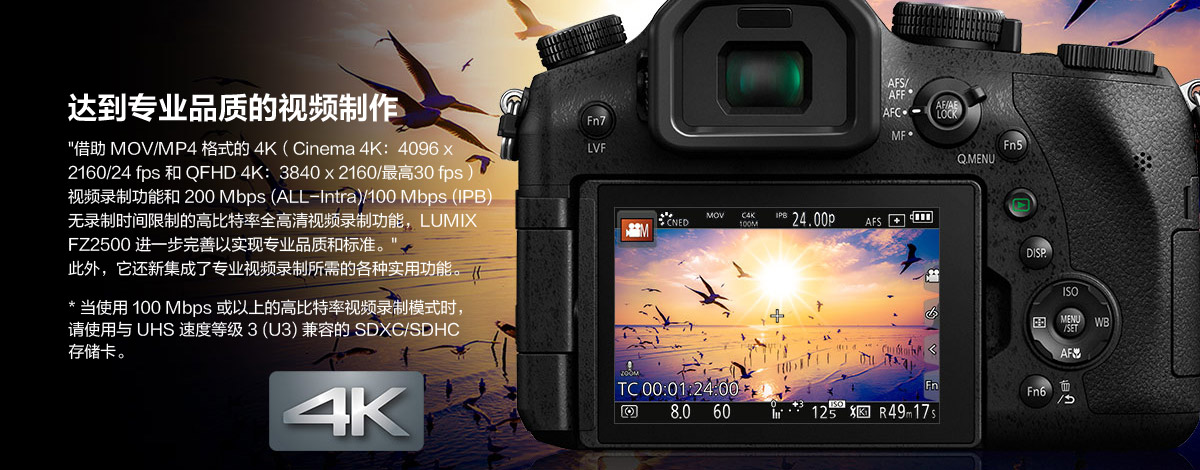 达到专业品质的视频制作
"借助 MOV/MP4 格式的 4K（Cinema 4K：4096 x
2160/24 fps 和 QFHD 4K：3840 x 2160/最高30 fps）
视频录制功能和 200 Mbps (ALL-Intra)/100 Mbps (IPB)
无录制时间限制的高比特率全高清视频录制功能，LUMIX
FZ2500 进一步完善以实现专业品质和标准。"
此外，它还新集成了专业视频录制所需的各种实用功能。
* 当使用 100 Mbps 或以上的高比特率视频录制模式时，
请使用与 UHS 速度等级 3 (U3) 兼容的 SDXC/SDHC
存储卡。
4K
Fn7
LVF
AFS/
AFF
AFC
MF
AF/AE
LOCK
Q.MENU
Fn5
M
CNED
MOV
C4K
100M
IPB
24.00p
AFS
ZOOM
TC 00:01:24:00
Fn
8.0
60
0
+3
ISO
125
R49m17s
DISP.
ISO
MENU
/SET
WB
AF
Fn6